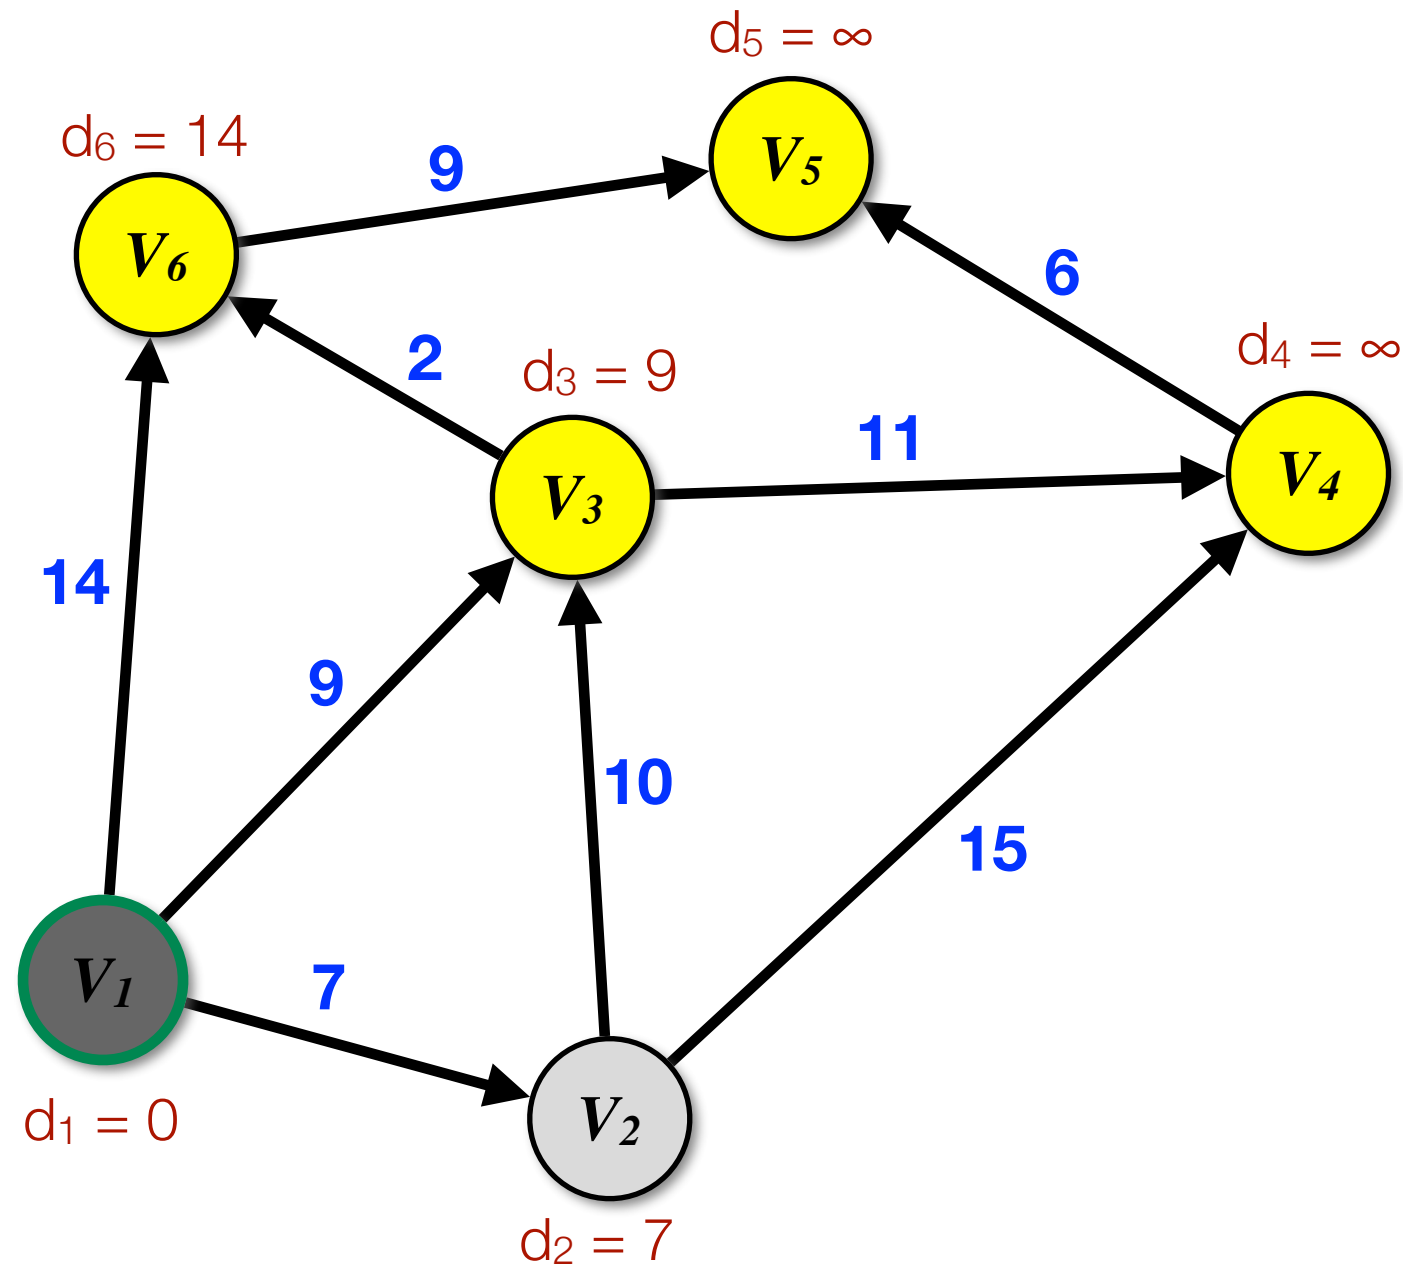 d5 = ∞
d6 = 14
9
V5
V6
6
2
d4 = ∞
d3 = 9
11
V4
V3
14
9
10
15
V1
7
d1 = 0
V2
d2 = 7